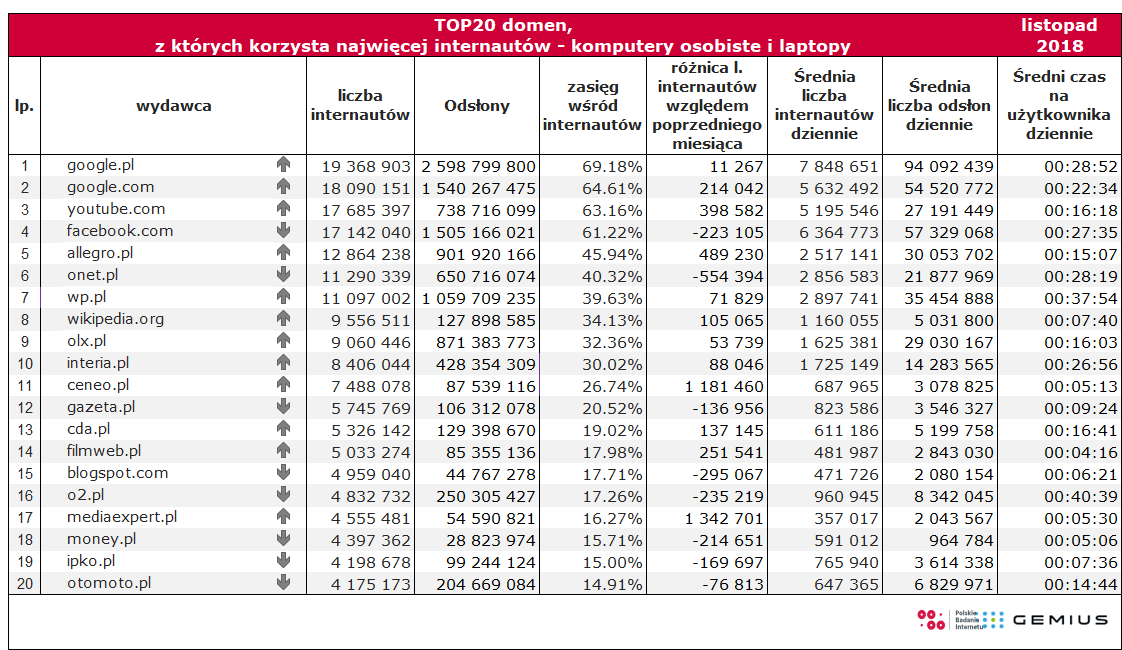 TOP20 domen,
z których korzysta najwięcej internautów - komputery osobiste i laptopy
listopad
2018
lp.
wydawca
liczba
internautów
Odsłony
zasięg
wśród
internautów
różnica l.
internautów
względem
poprzedniego
miesiąca
Średnia
liczba
internautów
dziennie
Średnia
liczba odsłon
dziennie
Średni czas
na
użytkownika
dziennie
1 google.pl 19 368 903 2 598 799 800 69.18% 11 267 7 848 651 94 092 439 00:28:52
2 google.com 18 090 151 1 540 267 475 64.61% 214 042 5 632 492 54 520 772 00:22:34
3 youtube.com 17 685 397 738 716 099 63.16% 398 582 5 195 546 27 191 449 00:16:18
4 facebook.com 17 142 040 1 505 166 021 61.22% -223 105 6 364 773 57 329 068 00:27:35
5 allegro.pl 12 864 238 901 920 166 45.94% 489 230 2 517 141 30 053 702 00:15:07
6 onet.pl 11 290 339 650 716 074 40.32% -554 394 2 856 583 21 877 969 00:28:19
7 wp.pl 11 097 002 1 059 709 235 39.63% 71 829 2 897 741 35 454 888 00:37:54
8 wikipedia.org 9 556 511 127 898 585 34.13% 105 065 1 160 055 5 031 800 00:07:40
9 olx.pl 9 060 446 871 383 773 32.36% 53 739 1 625 381 29 030 167 00:16:03
10 interia.pl 8 406 044 428 354 309 30.02% 88 046 1 725 149 14 283 565 00:26:56
11 ceneo.pl 7 488 078 87 539 116 26.74% 1 181 460 687 965 3 078 825 00:05:13
12 gazeta.pl 5 745 769 106 312 078 20.52% -136 956 823 586 3 546 327 00:09:24
13 cda.pl 5 326 142 129 398 670 19.02% 137 145 611 186 5 199 758 00:16:41
14 filmweb.pl 5 033 274 85 355 136 17.98% 251 541 481 987 2 843 030 00:04:16
15 blogspot.com 4 959 040 44 767 278 17.71% -295 067 471 726 2 080 154 00:06:21
16 o2.pl 4 832 732 250 305 427 17.26% -235 219 960 945 8 342 045 00:40:39
17 mediaexpert.pl 4 555 481 54 590 821 16.27% 1 342 701 357 017 2 043 567 00:05:30
18 money.pl 4 397 362 28 823 974 15.71% -214 651 591 012 964 784 00:05:06
19 ipko.pl 4 198 678 99 244 124 15.00% -169 697 765 940 3 614 338 00:07:36
20 otomoto.pl 4 175 173 204 669 084 14.91% -76 813 647 365 6 829 971 00:14:44
Polskie
Badania
Internetu
GEMIUS